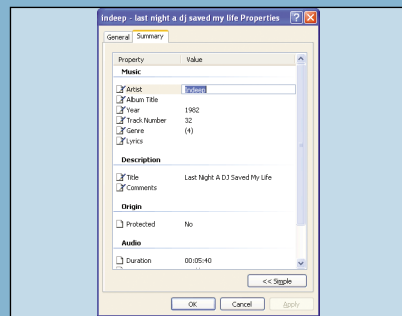 indeep - last night a dj saved my life Properties
General Summary
Property Value
Music
Artist Indeep
Album Title
Year 1982
Track Number 32
Genre (4)
Lyrics
Description
Title Last Night A DJ Saved My Life
Comments
Origin
Protected No
Audio
Duration 00:05:40
<< Simple
OK Cancel Apply